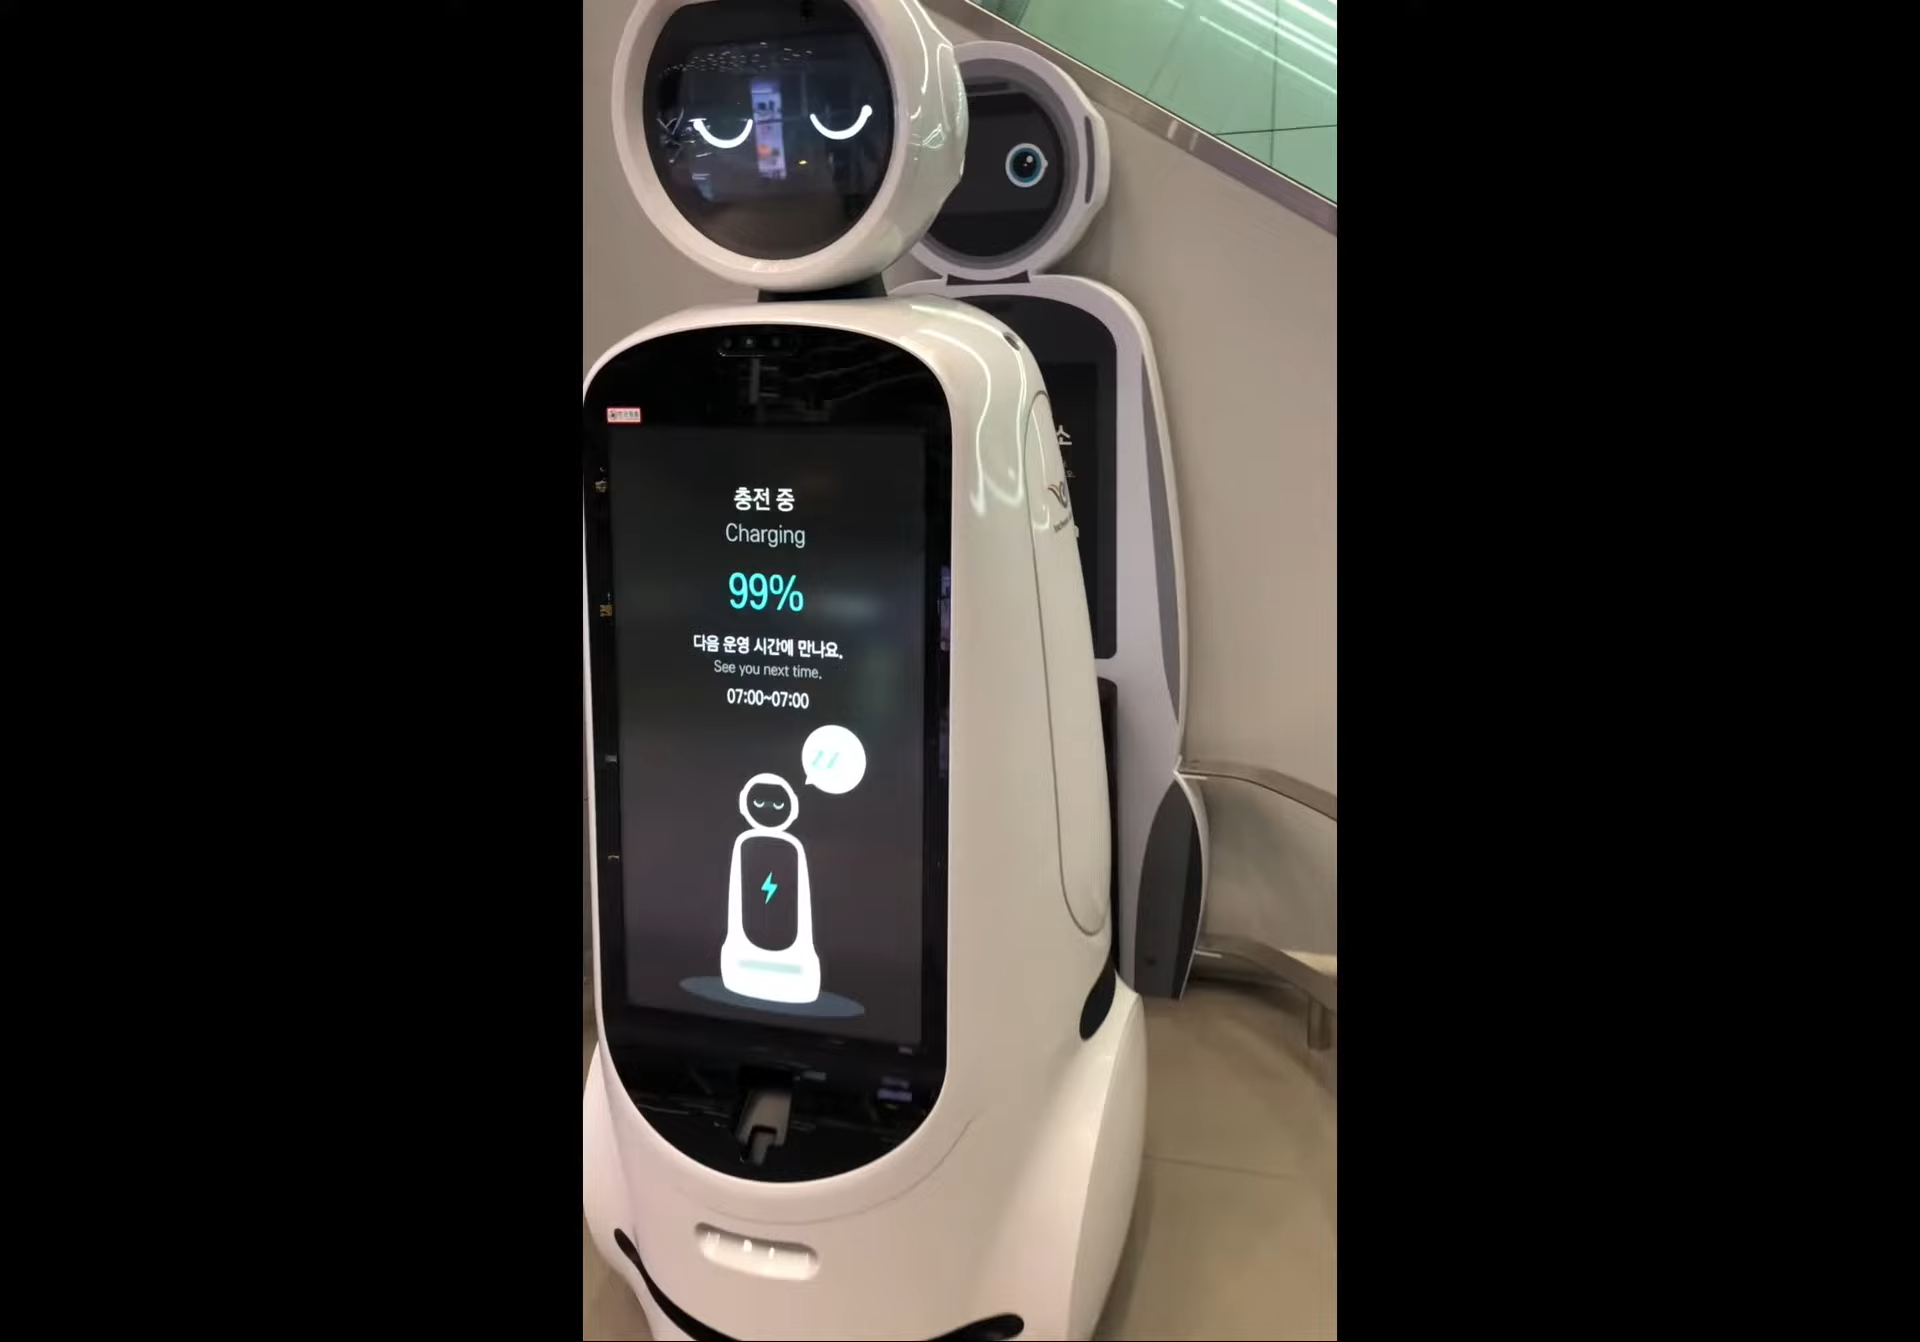 충전 중
Charging
99%
다음 운영 시간에 만나요.
See you next time.
07:00~07:00
소